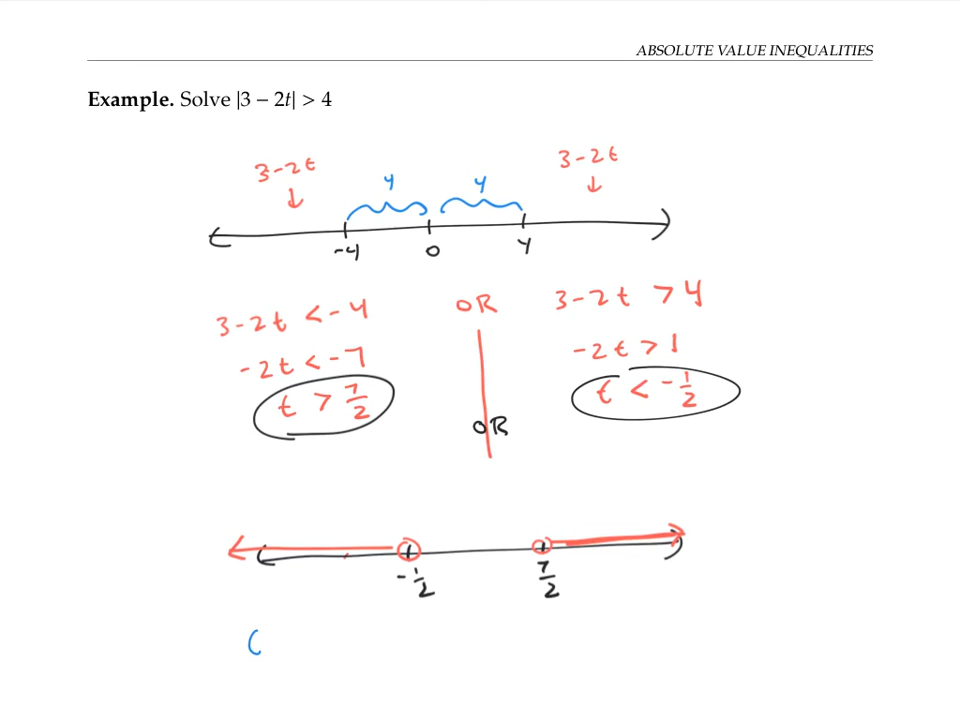 ABSOLUTE VALUE INEQUALITIES
Example. Solve |3 − 2t| > 4
3-2t 4 4 3-2t
↓ ↓
-4 0 4
3-2t < -4 OR 3-2t > 4
-2t < -7 -2t > 1
t > 7/2 OR t < -1/2
-1/2 7/2
(